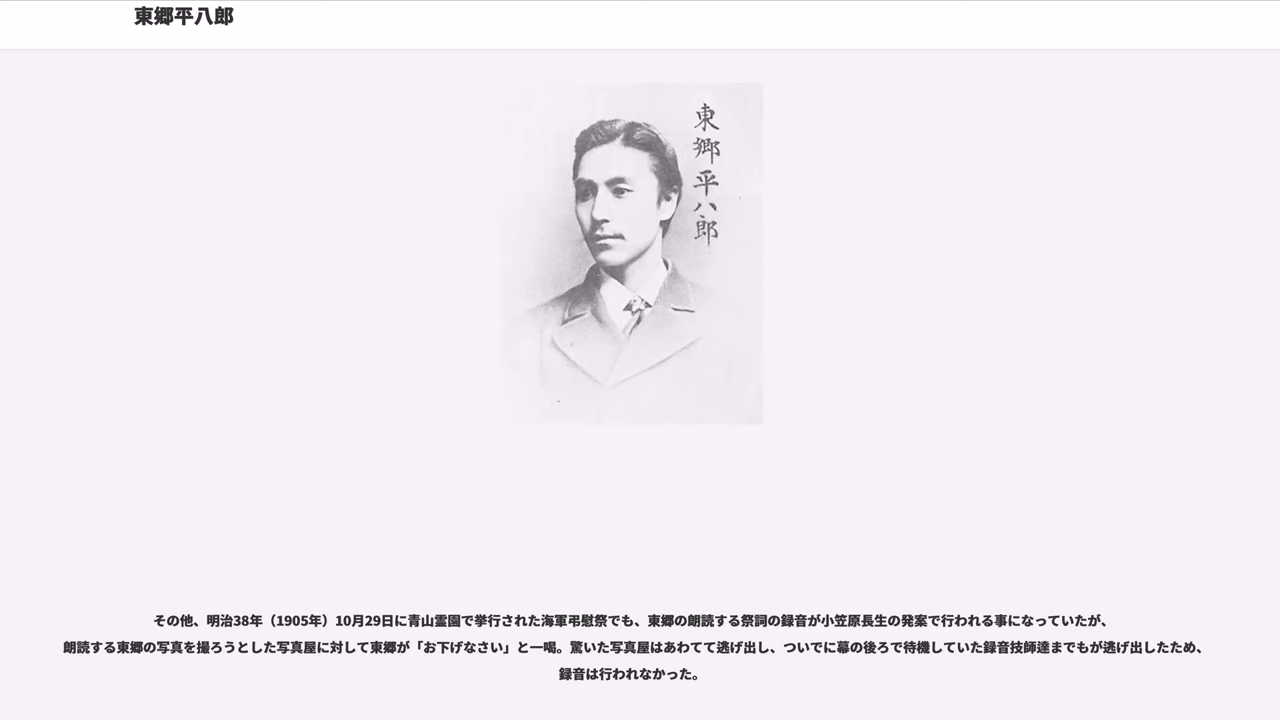 東郷平八郎
東郷平八郎
その他、明治38年（1905年）10月29日に青山霊園で挙行された海軍弔慰祭でも、東郷の朗読する祭詞の録音が小笠原長生の発案で行われる事になっていたが、
朗読する東郷の写真を撮ろうとした写真屋に対して東郷が「お下げなさい」と一喝。驚いた写真屋はあわてて逃げ出し、ついでに幕の後ろで待機していた録音技師達までもが逃げ出したため、
録音は行われなかった。